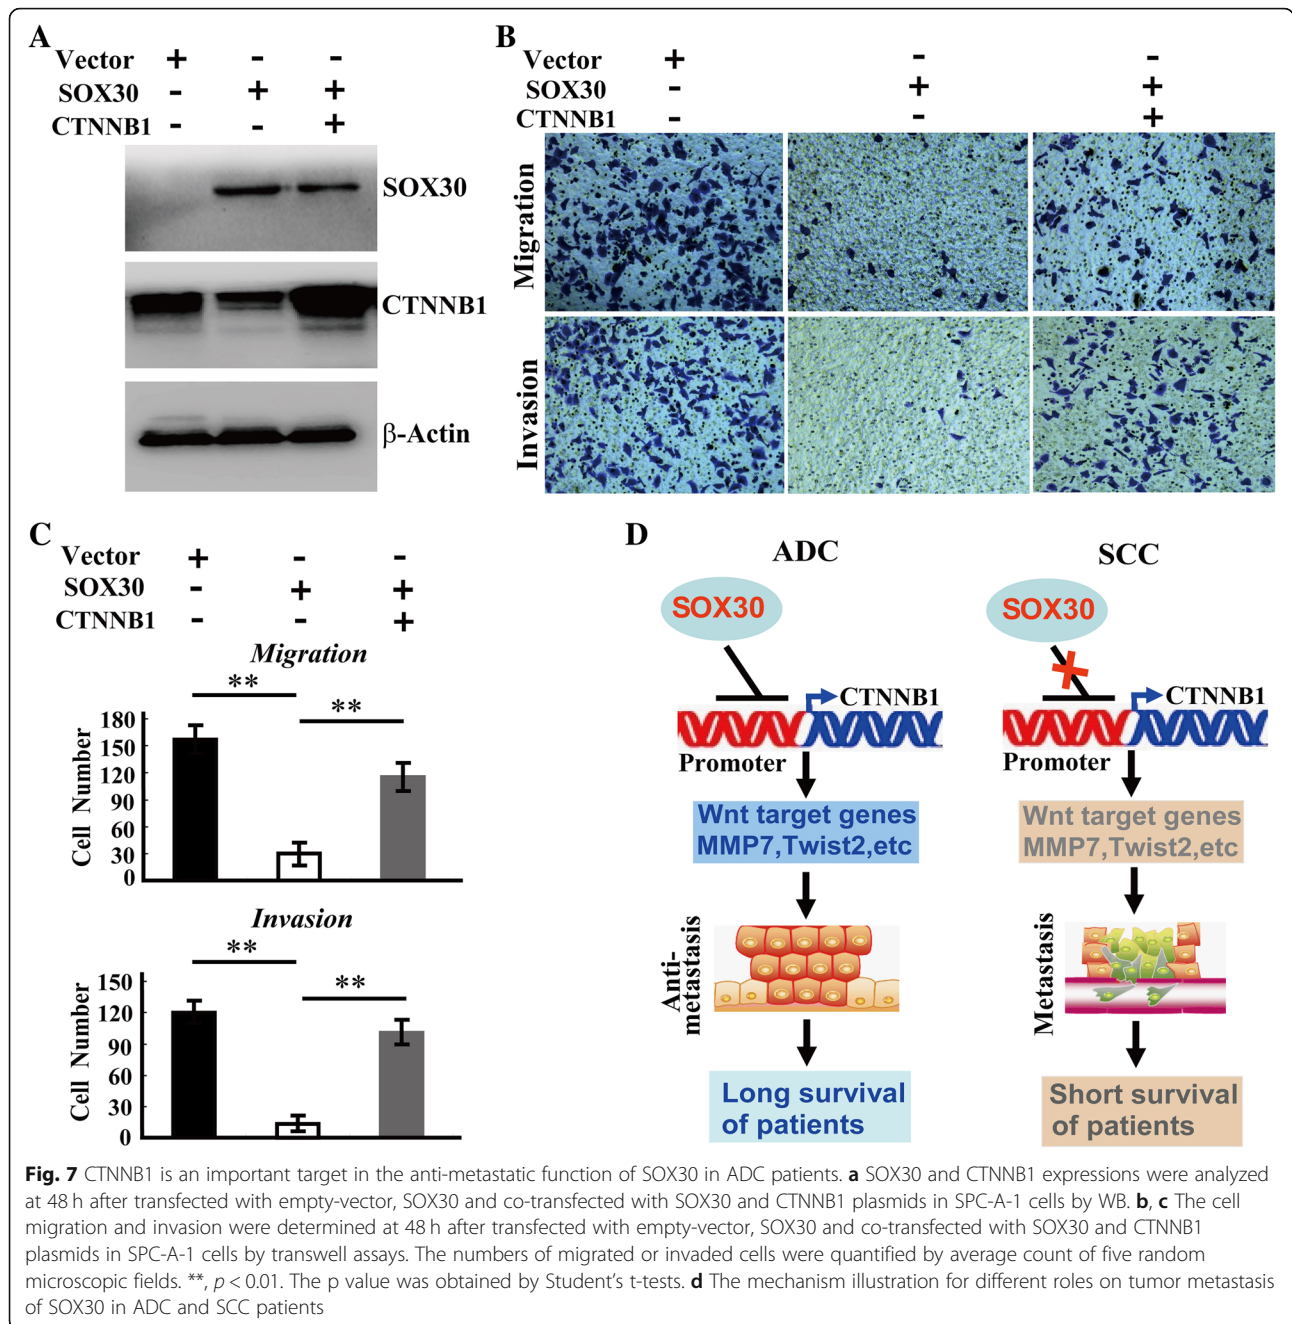 A
Vector + - -
SOX30 - + +
CTNNB1 - - +
SOX30
CTNNB1
β-Actin
B
+ - -
- + +
- - +
Migration
Invasion
C
Vector + - -
SOX30 - + +
CTNNB1 - - +
Migration
** **
Cell Number
180
150
120
90
60
30
0
Invasion
** **
Cell Number
150
120
90
60
30
0
D
ADC
SOX30
CTNNB1
Promoter
Wnt target genes
MMP7,Twist2,etc
Anti-
metastasis
Long survival
of patients
SCC
SOX30
CTNNB1
Promoter
Wnt target genes
MMP7,Twist2,etc
Metastasis
Short survival
of patients
Fig. 7 CTNNB1 is an important target in the anti-metastatic function of SOX30 in ADC patients. a SOX30 and CTNNB1 expressions were analyzed
at 48 h after transfected with empty-vector, SOX30 and co-transfected with SOX30 and CTNNB1 plasmids in SPC-A-1 cells by WB. b, c The cell
migration and invasion were determined at 48 h after transfected with empty-vector, SOX30 and co-transfected with SOX30 and CTNNB1
plasmids in SPC-A-1 cells by transwell assays. The numbers of migrated or invaded cells were quantified by average count of five random
microscopic fields. **, p < 0.01. The p value was obtained by Student's t-tests. d The mechanism illustration for different roles on tumor metastasis
of SOX30 in ADC and SCC patients